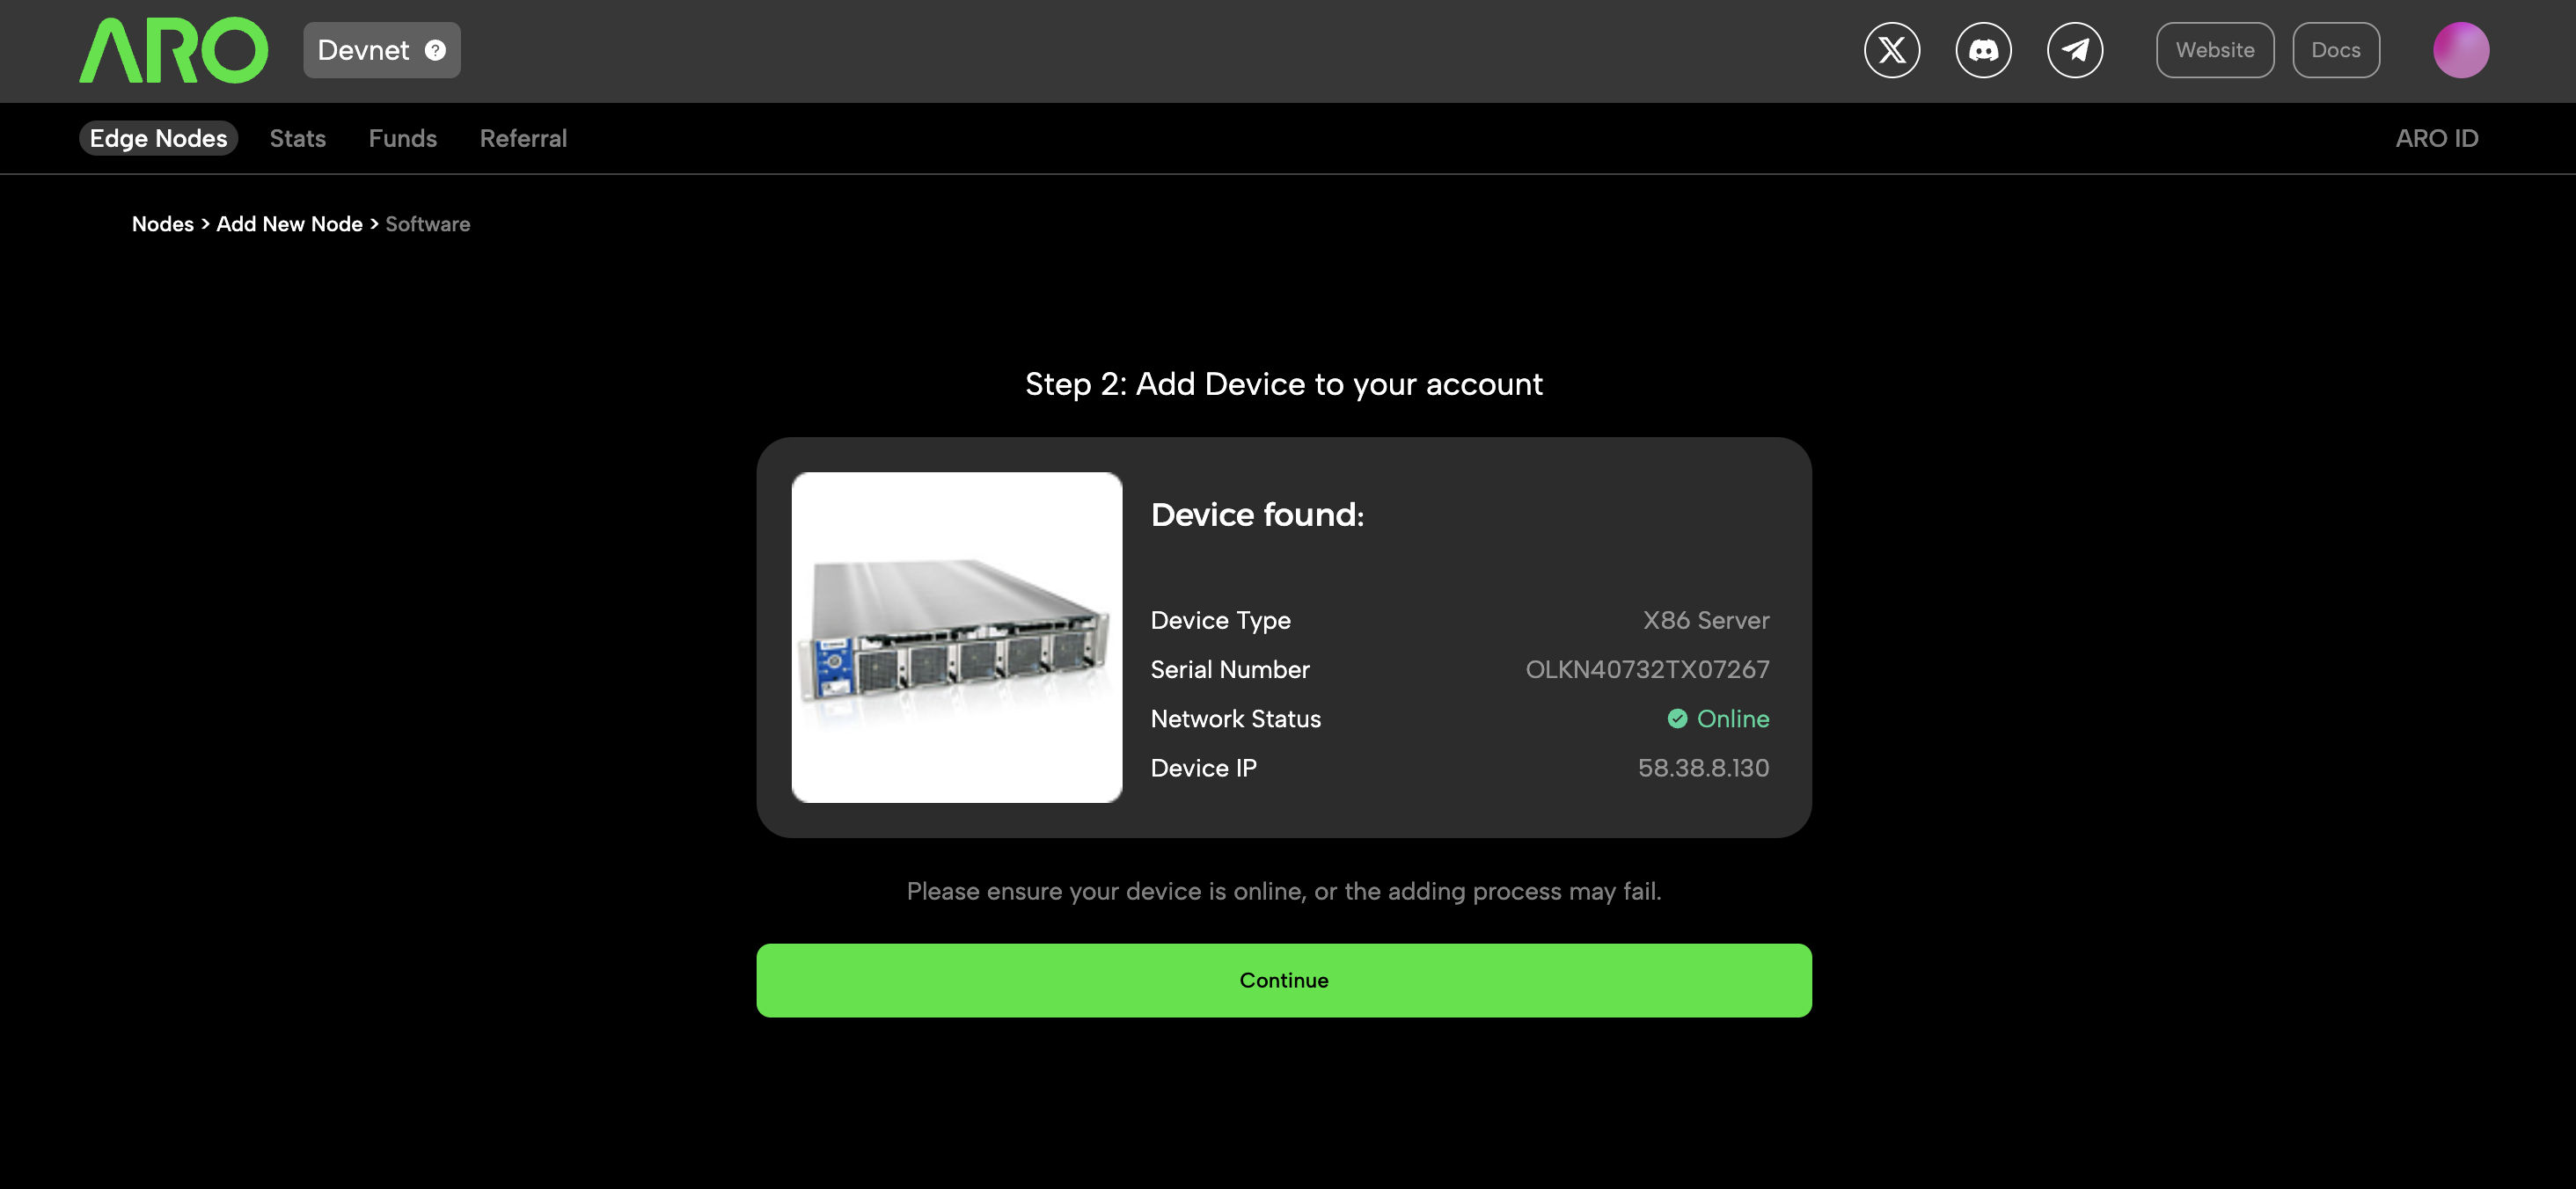 ARO Devnet ? Website Docs
Edge Nodes Stats Funds Referral ARO ID
Nodes > Add New Node > Software
Step 2: Add Device to your account
Device found:
Device Type X86 Server
Serial Number OLKN40732TX07267
Network Status Online
Device IP 58.38.8.130
Please ensure your device is online, or the adding process may fail.
Continue